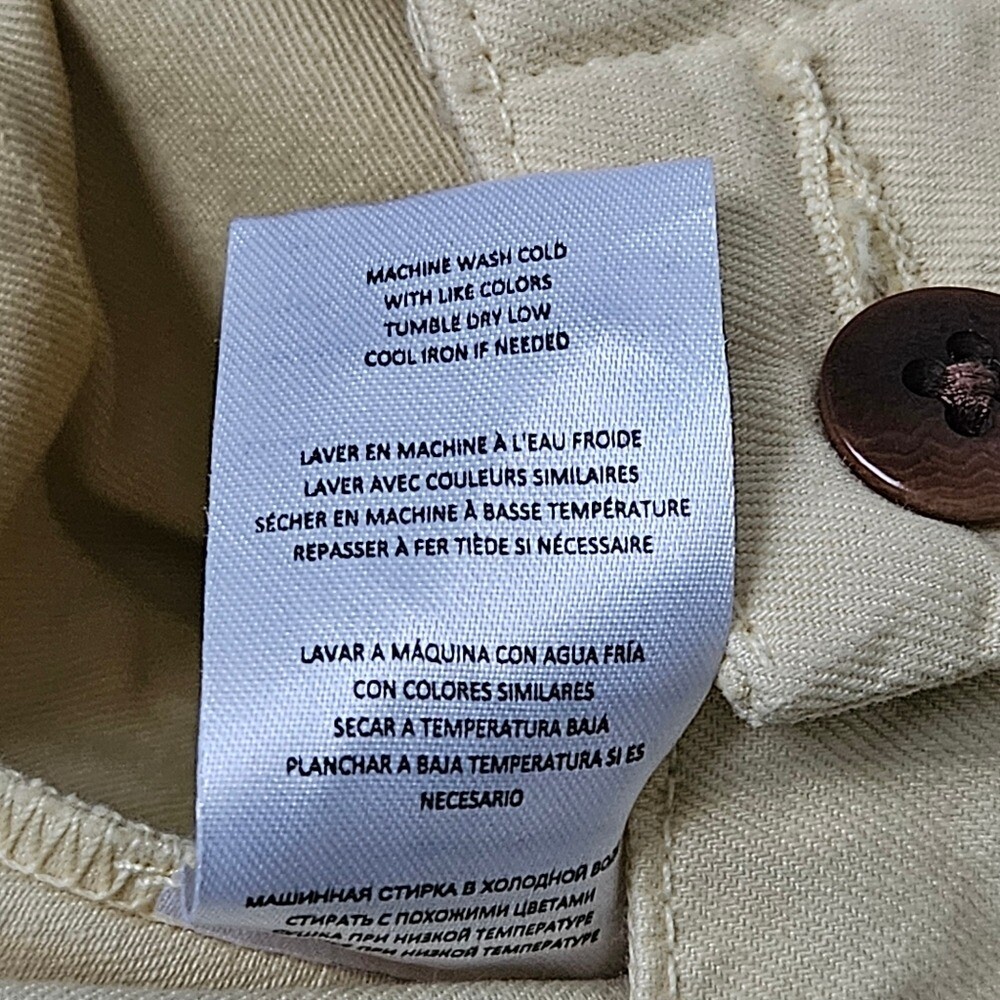 MACHINE WASH COLD
WITH LIKE COLORS
TUMBLE DRY LOW
COOL IRON IF NEEDED
LAVER EN MACHINE À L'EAU FROIDE
LAVER AVEC COULEURS SIMILAIRES
SÉCHER EN MACHINE À BASSE TEMPÉRATURE
REPASSER À FER TIÈDE SI NÉCESSAIRE
LAVAR A MÁQUINA CON AGUA FRÍA
CON COLORES SIMILARES
SECAR A TEMPERATURA BAJA
PLANCHAR A BAJA TEMPERATURA SI ES
NECESARIO
МАШИННАЯ СТИРКА В ХОЛОДНОЙ
СТИРАТЬ С ПОХОЖИМИ ЦВЕТАМИ
ПРИ НИЗКОЙ ТЕМПЕРАТУРЕ
ПРИ НИЗКОЙ ТЕМПЕРАТУРЕ